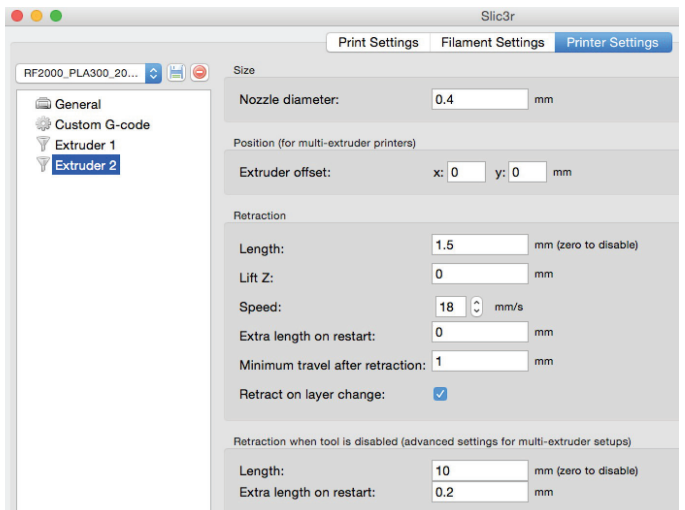 Slic3r
Print Settings Filament Settings Printer Settings
RF2000_PLA300_20...
General
Custom G-code
Extruder 1
Extruder 2
Size
Nozzle diameter: 0.4 mm
Position (for multi-extruder printers)
Extruder offset: x: 0 y: 0 mm
Retraction
Length: 1.5 mm (zero to disable)
Lift Z: 0 mm
Speed: 18 mm/s
Extra length on restart: 0 mm
Minimum travel after retraction: 1 mm
Retract on layer change:
Retraction when tool is disabled (advanced settings for multi-extruder setups)
Length: 10 mm (zero to disable)
Extra length on restart: 0.2 mm